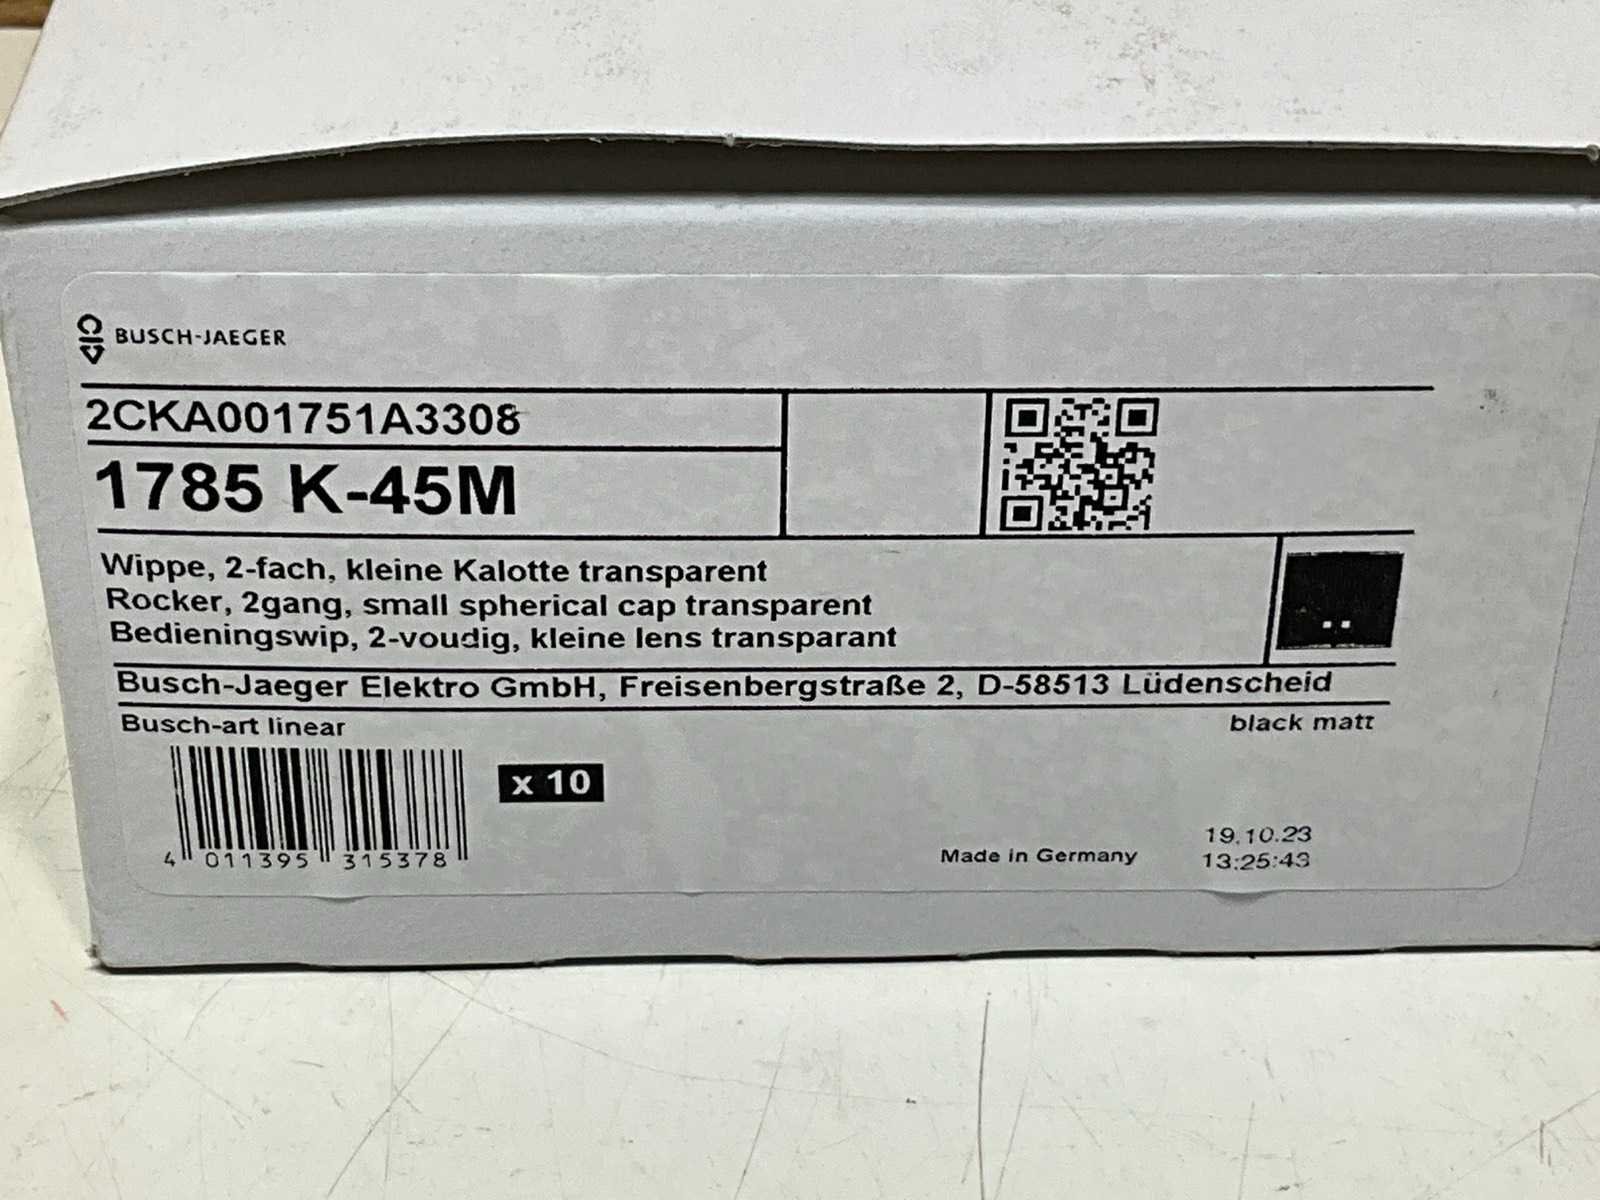 BUSCH-JAEGER
2CKA001751A3308
1785 K-45M
Wippe, 2-fach, kleine Kalotte transparent
Rocker, 2gang, small spherical cap transparent
Bedieningswip, 2-voudig, kleine lens transparant
Busch-Jaeger Elektro GmbH, Freisenbergstraße 2, D-58513 Lüdenscheid
Busch-art linear
black matt
x 10
4 011395 315378
Made in Germany
19.10.23
13:25:43